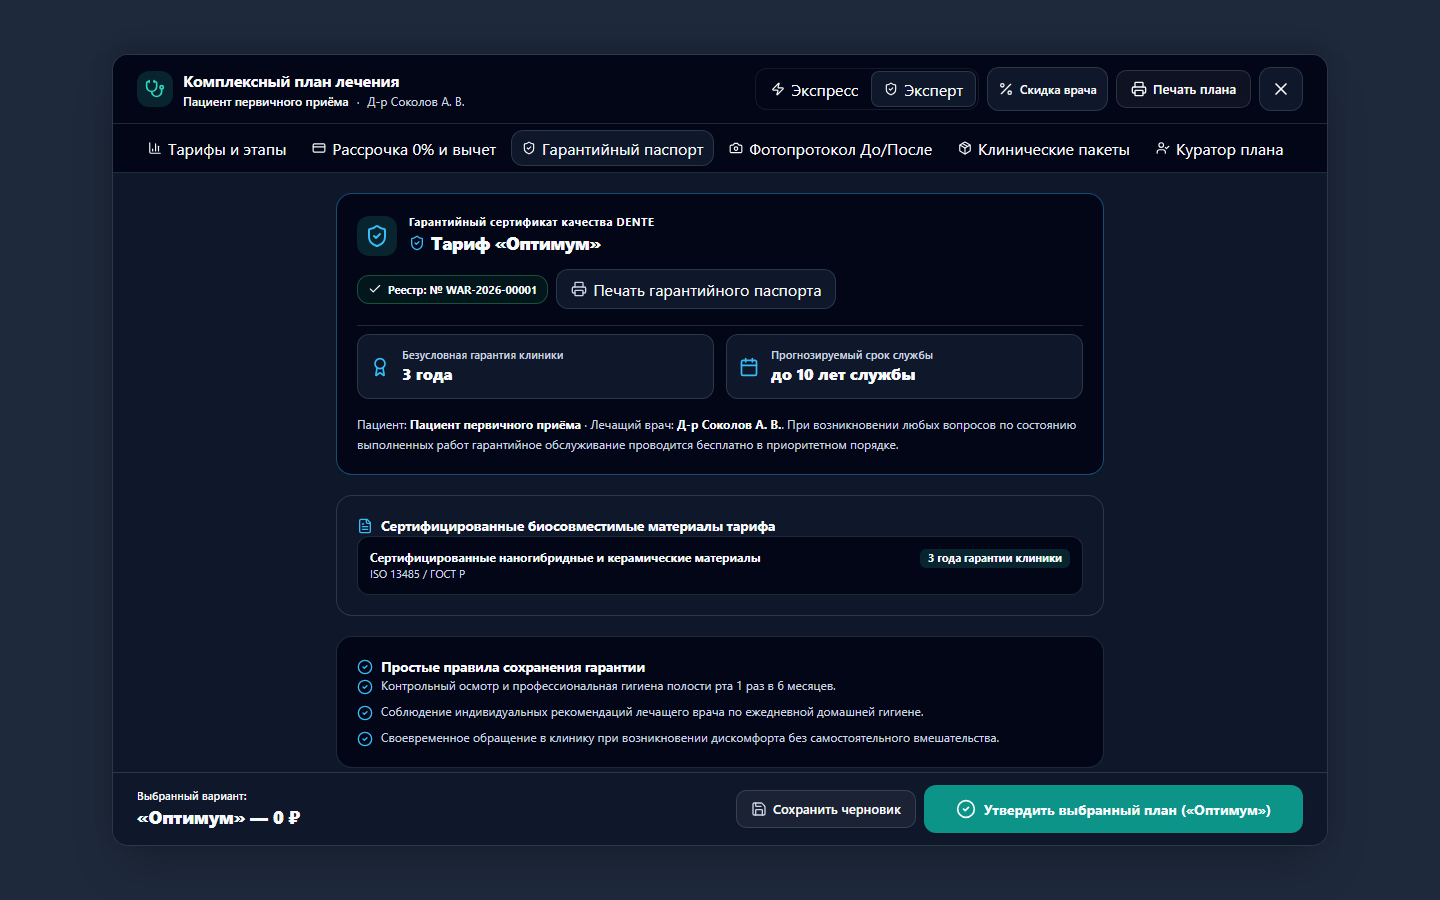 Комплексный план лечения
Пациент первичного приёма · Д-р Соколов А. В.
Экспресс
Эксперт
Скидка врача
Печать плана
Тарифы и этапы
Рассрочка 0% и вычет
Гарантийный паспорт
Фотопротокол До/После
Клинические пакеты
Куратор плана
Гарантийный сертификат качества DENTE
Тариф «Оптимум»
Реестр: № WAR-2026-00001
Печать гарантийного паспорта
Безусловная гарантия клиники
3 года
Прогнозируемый срок службы
до 10 лет службы
Пациент: Пациент первичного приёма · Лечащий врач: Д-р Соколов А. В.. При возникновении любых вопросов по состоянию
выполненных работ гарантийное обслуживание проводится бесплатно в приоритетном порядке.
Сертифицированные биосовместимые материалы тарифа
Сертифицированные наногибридные и керамические материалы
3 года гарантии клиники
ISO 13485 / ГОСТ Р
Простые правила сохранения гарантии
Контрольный осмотр и профессиональная гигиена полости рта 1 раз в 6 месяцев.
Соблюдение индивидуальных рекомендаций лечащего врача по ежедневной домашней гигиене.
Своевременное обращение в клинику при возникновении дискомфорта без самостоятельного вмешательства.
Выбранный вариант:
«Оптимум» — 0 ₽
Сохранить черновик
Утвердить выбранный план («Оптимум»)